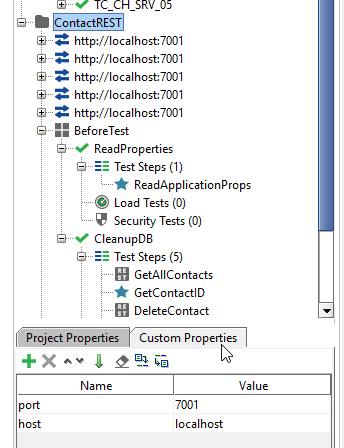 TC_CH_SRV_05
ContactREST
http://localhost:7001
http://localhost:7001
http://localhost:7001
http://localhost:7001
http://localhost:7001
BeforeTest
ReadProperties
Test Steps (1)
ReadApplicationProps
Load Tests (0)
Security Tests (0)
CleanupDB
Test Steps (5)
REST GetAllContacts
GetContactID
REST DeleteContact
Project Properties Custom Properties
Name Value
port 7001
host localhost